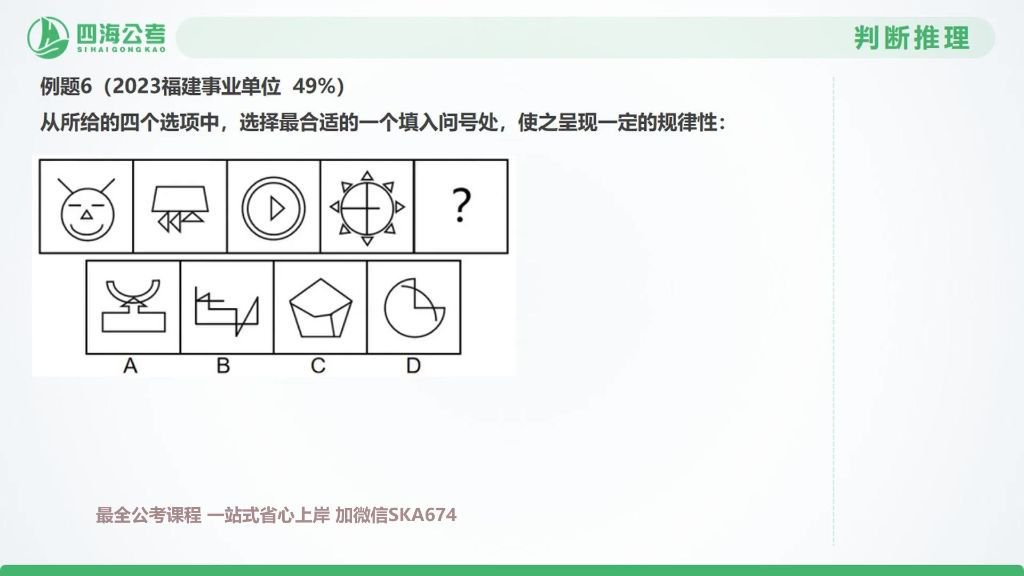 四海公考
SIHAIGONGKAO
判断推理
例题6（2023福建事业单位 49%）
从所给的四个选项中，选择最合适的一个填入问号处，使之呈现一定的规律性：
?
A B C D
最全公考课程 一站式省心上岸 加微信SKA674